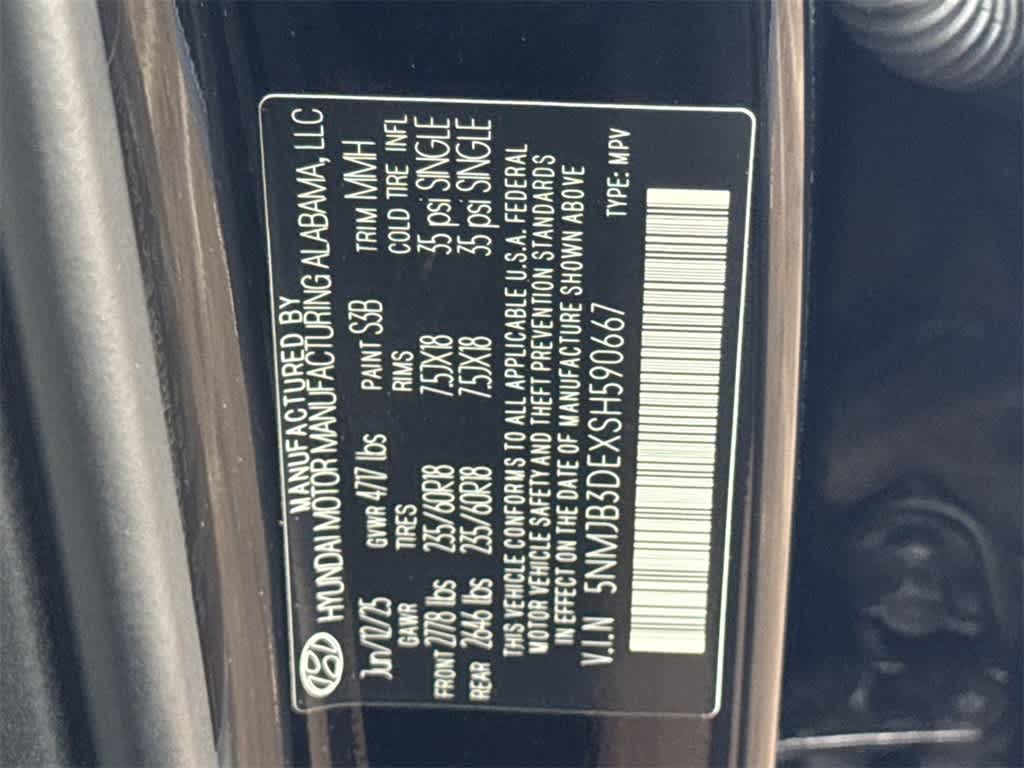 MANUFACTURED BY
HYUNDAI MOTOR MANUFACTURING ALABAMA, LLC
Jun/10/25 GVWR 4717 lbs PAINT S3B TRIM MMH
GAWR TIRES RIMS COLD TIRE INFL
FRONT 2778 lbs 235/60R18 7.5JX18 35 psi SINGLE
REAR 2646 lbs 235/60R18 7.5JX18 35 psi SINGLE
THIS VEHICLE CONFORMS TO ALL APPLICABLE U.S.A. FEDERAL
MOTOR VEHICLE SAFETY AND THEFT PREVENTION STANDARDS
IN EFFECT ON THE DATE OF MANUFACTURE SHOWN ABOVE
V.I.N 5NMJB3DEXSH590667 TYPE: MPV